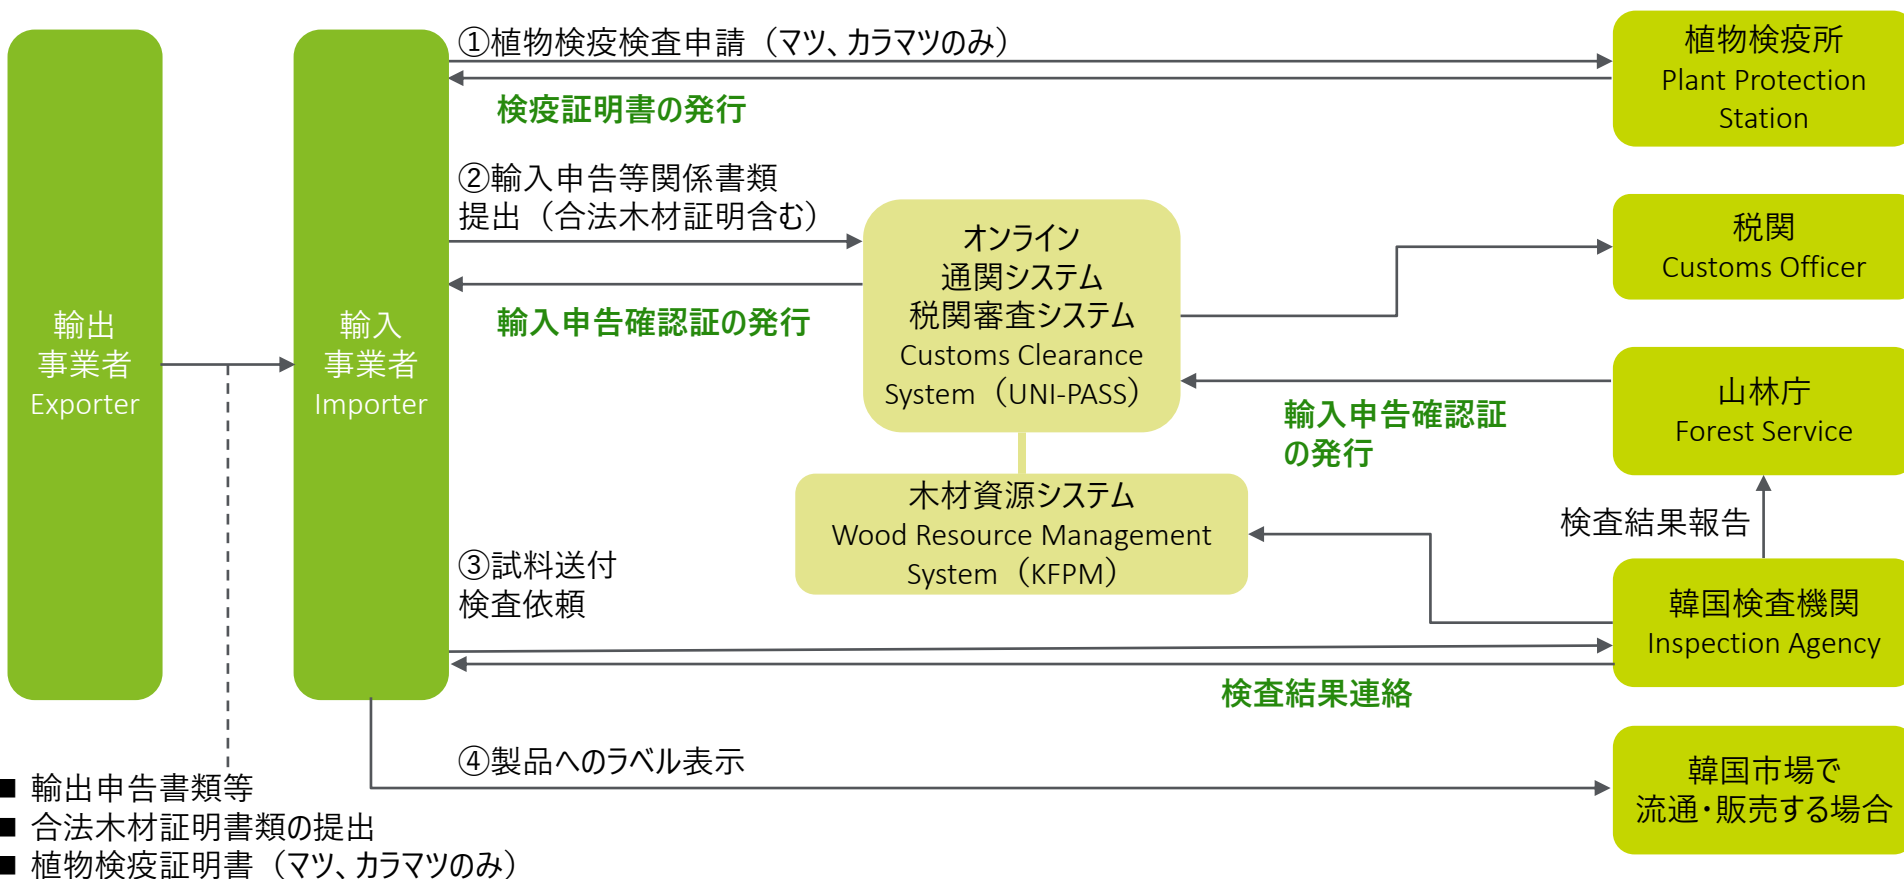 ①植物検疫検査申請（マツ、カラマツのみ）
検疫証明書の発行
植物検疫所
Plant Protection
Station
②輸入申告等関係書類
提出（合法木材証明含む）
輸入申告確認証の発行
オンライン
通関システム
税関審査システム
Customs Clearance
System（UNI-PASS）
税関
Customs Officer
輸出
事業者
Exporter
輸入
事業者
Importer
輸入申告確認証
の発行
山林庁
Forest Service
木材資源システム
Wood Resource Management
System（KFPM）
検査結果報告
③試料送付
検査依頼
韓国検査機関
Inspection Agency
検査結果連絡
④製品へのラベル表示
韓国市場で
流通・販売する場合
■ 輸出申告書類等
■ 合法木材証明書類の提出
■ 植物検疫証明書（マツ、カラマツのみ）